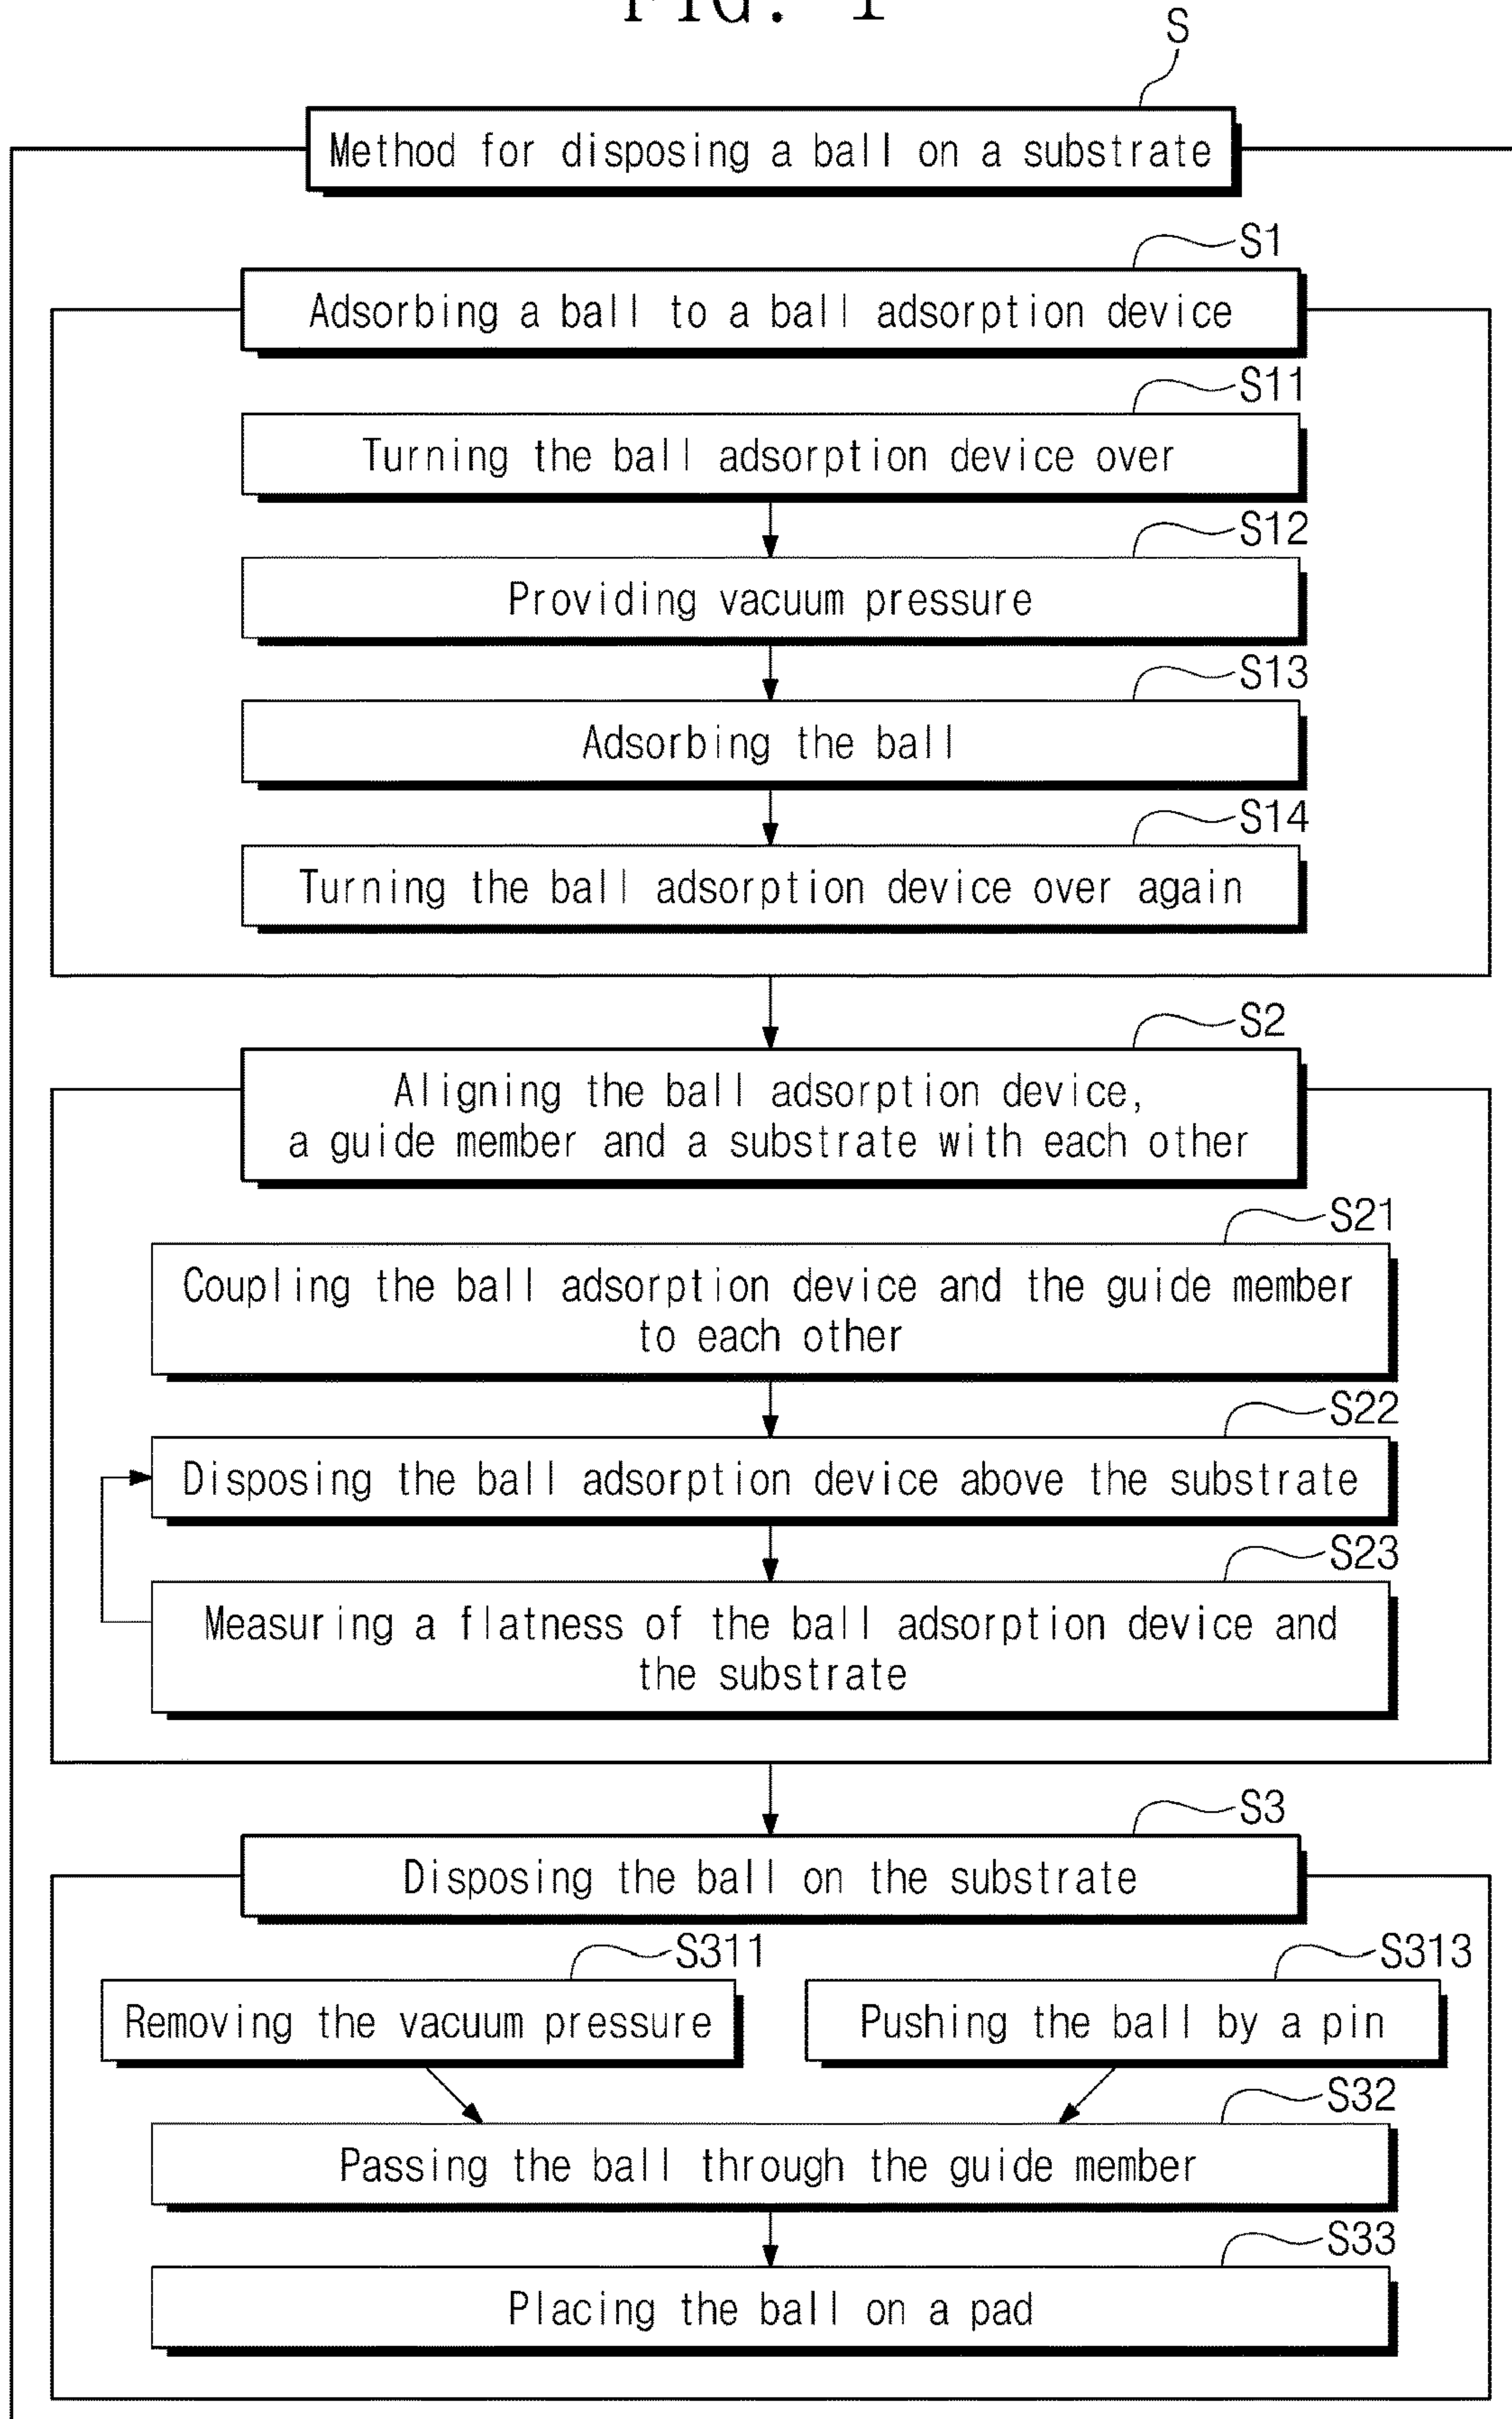 FIG. 1
S
Method for disposing a ball on a substrate
S1
Adsorbing a ball to a ball adsorption device
S11
Turning the ball adsorption device over
S12
Providing vacuum pressure
S13
Adsorbing the ball
S14
Turning the ball adsorption device over again
S2
Aligning the ball adsorption device,
a guide member and a substrate with each other
S21
Coupling the ball adsorption device and the guide member
to each other
S22
Disposing the ball adsorption device above the substrate
S23
Measuring a flatness of the ball adsorption device and
the substrate
S3
Disposing the ball on the substrate
S311
Removing the vacuum pressure
S313
Pushing the ball by a pin
S32
Passing the ball through the guide member
S33
Placing the ball on a pad